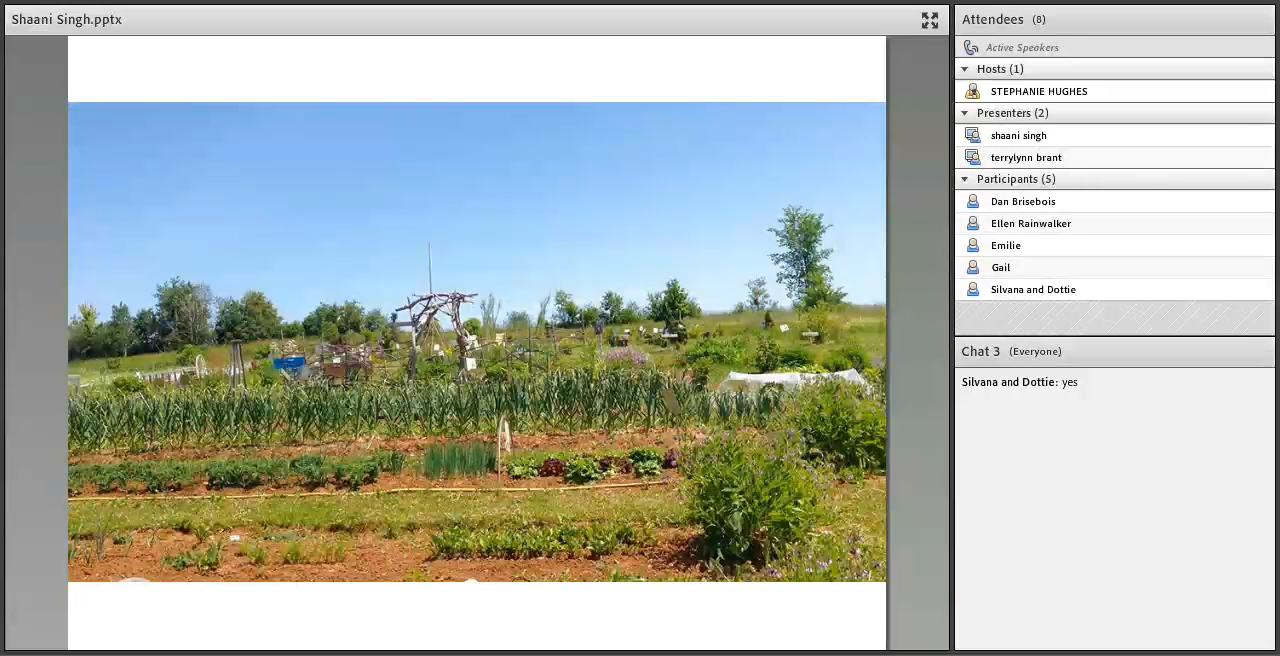 Shaani Singh.pptx
Attendees (8)
Active Speakers
Hosts (1)
STEPHANIE HUGHES
Presenters (2)
shaani singh
terrylynn brant
Participants (5)
Dan Brisebois
Ellen Rainwalker
Emilie
Gail
Silvana and Dottie
Chat 3 (Everyone)
Silvana and Dottie: yes